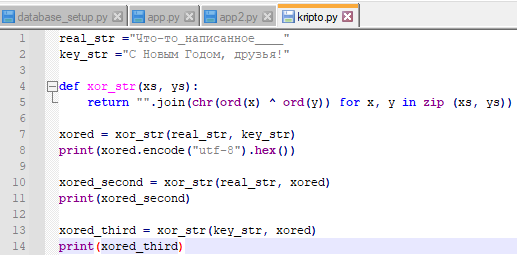 database_setup.py app.py app2.py kripto.py
1 real_str ="Что-то_написанное____"
2 key_str ="С Новым Годом, друзья!"
3
4 def xor_str(xs, ys):
5 return "".join(chr(ord(x) ^ ord(y)) for x, y in zip (xs, ys))
6
7 xored = xor_str(real_str, key_str)
8 print(xored.encode("utf-8").hex())
9
10 xored_second = xor_str(real_str, xored)
11 print(xored_second)
12
13 xored_third = xor_str(key_str, xored)
14 print(xored_third)